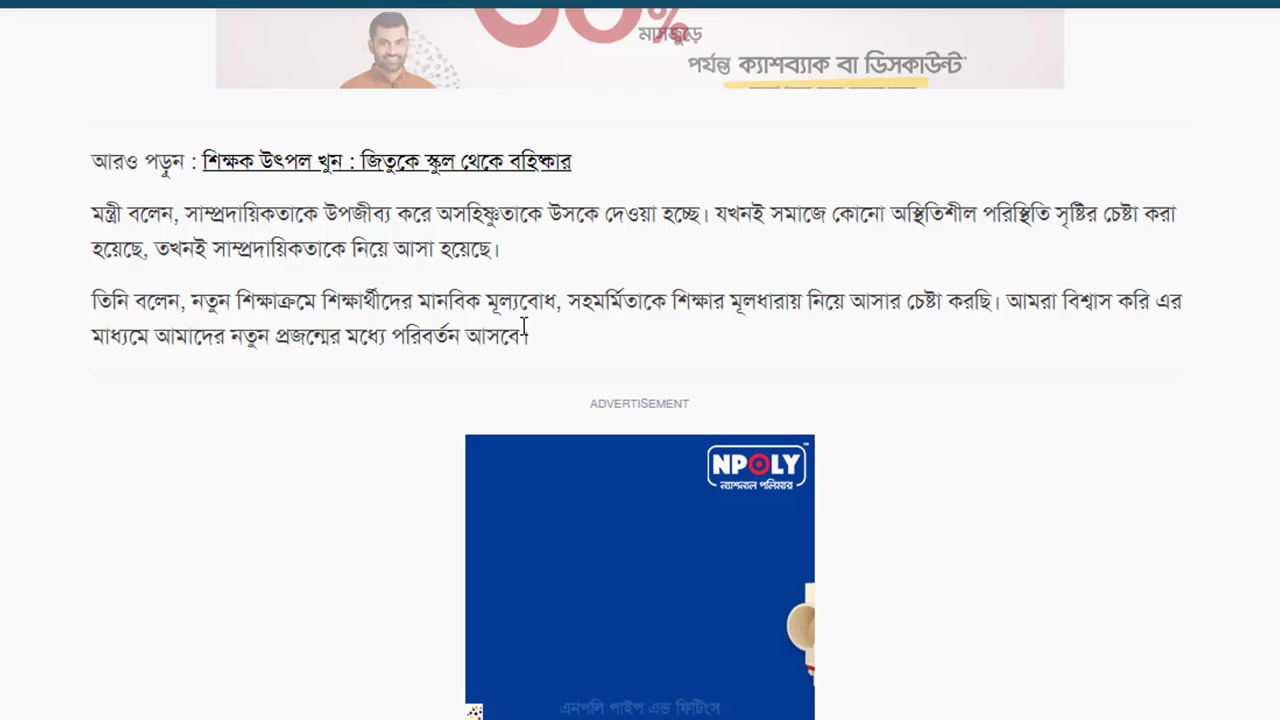 মাসজুড়ে
পর্যন্ত ক্যাশব্যাক বা ডিসকাউন্ট*
আরও পড়ুন : শিক্ষক উৎপল খুন : জিতুকে স্কুল থেকে বহিষ্কার
মন্ত্রী বলেন, সাম্প্রদায়িকতাকে উপজীব্য করে অসহিষ্ণুতাকে উসকে দেওয়া হচ্ছে। যখনই সমাজে কোনো অস্থিতিশীল পরিস্থিতি সৃষ্টির চেষ্টা করা
হয়েছে, তখনই সাম্প্রদায়িকতাকে নিয়ে আসা হয়েছে।
তিনি বলেন, নতুন শিক্ষাক্রমে শিক্ষার্থীদের মানবিক মূল্যবোধ, সহমর্মিতাকে শিক্ষার মূলধারায় নিয়ে আসার চেষ্টা করছি। আমরা বিশ্বাস করি এর
মাধ্যমে আমাদের নতুন প্রজন্মের মধ্যে পরিবর্তন আসবে।
ADVERTISEMENT
NPOLY
ন্যাশনাল পলিমার
এনপলি পাইপ এন্ড ফিটিংস